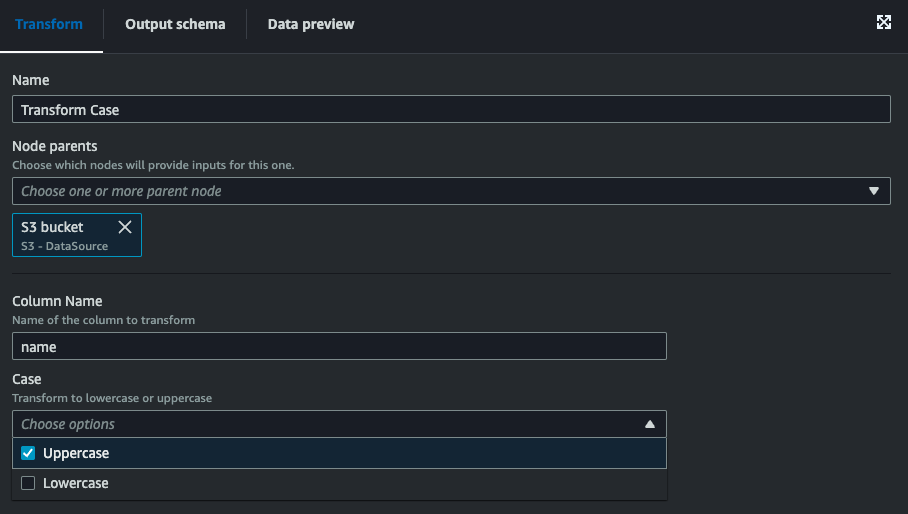 Transform Output schema Data preview
Name
Transform Case
Node parents
Choose which nodes will provide inputs for this one.
Choose one or more parent node
S3 bucket
S3 - DataSource
Column Name
Name of the column to transform
name
Case
Transform to lowercase or uppercase
Choose options
Uppercase
Lowercase